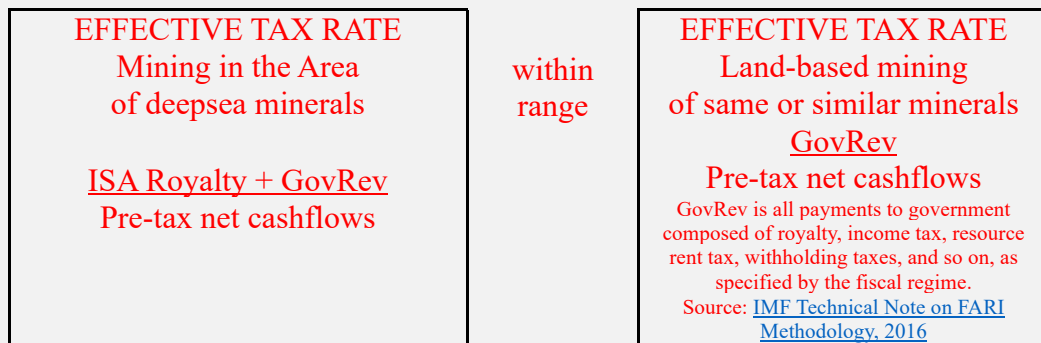 EFFECTIVE TAX RATE
Mining in the Area
of deepsea minerals
ISA Royalty + GovRev
Pre-tax net cashflows
within
range
EFFECTIVE TAX RATE
Land-based mining
of same or similar minerals
GovRev
Pre-tax net cashflows
GovRev is all payments to government
composed of royalty, income tax, resource
rent tax, withholding taxes, and so on, as
specified by the fiscal regime.
Source: IMF Technical Note on FARI
Methodology, 2016